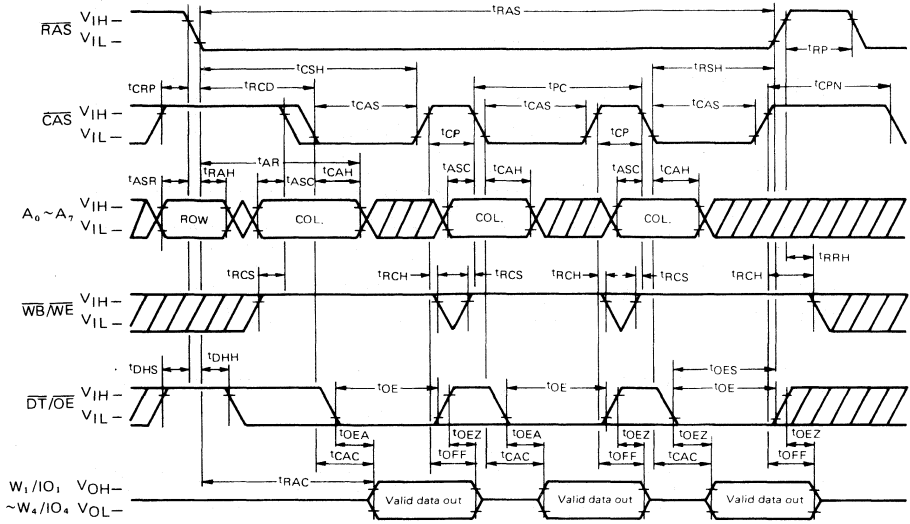 tRAS
RAS VIH
VIL
tRP
tCSH
tCRP tRCD tPC tRSH tCPN
tCAS tCAS tCAS
CAS VIH
VIL
tCP tCP
tAR
tASR tRAH tASC tCAH tASC tCAH tASC tCAH
A0~A7 VIH
VIL
ROW COL. COL. COL.
tRRH
tRCS tRCH tRCS tRCH tRCS tRCH
WB/WE VIH
VIL
tDHS tDHH tOES
tOE tOE tOE
DT/OE VIH
VIL
tOEA tOEZ tOEA tOEZ tOEZ tOEZ
tCAC tOFF tCAC tOFF tCAC tOFF
tRAC
W1/IO1 VOH
~W4/IO4 VOL
Valid data out Valid data out Valid data out